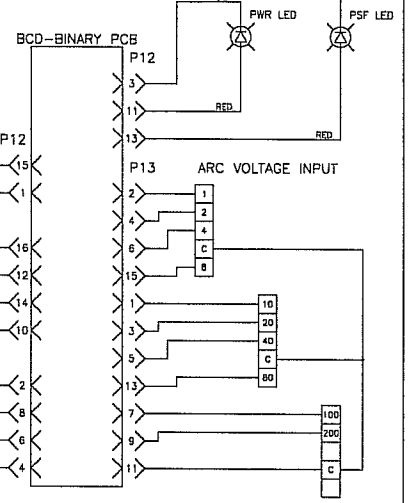 PWR LED
PSF LED
BCD-BINARY PCB
P12
3
11
RED
13
RED
P12
15
1
P13
ARC VOLTAGE INPUT
2
1
4
2
6
4
C
16
15
8
12
14
1
10
10
3
20
5
40
C
2
13
80
8
7
100
6
9
200
4
11
C